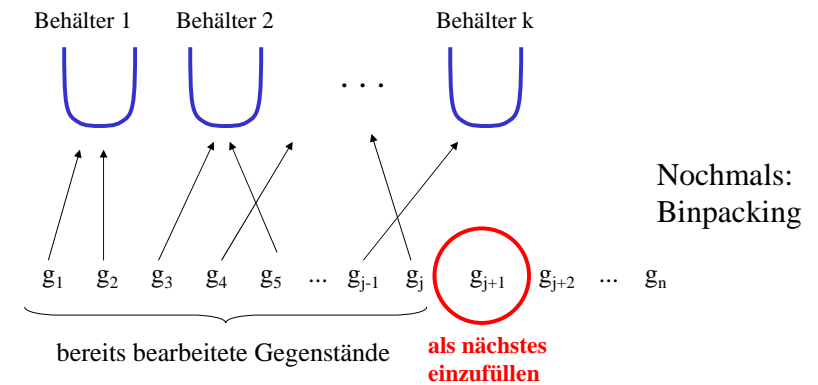 Behälter 1 Behälter 2 Behälter k
. . .
Nochmals:
Binpacking
g₁ g₂ g₃ g₄ g₅ ... gⱼ₋₁ gⱼ gⱼ₊₁ gⱼ₊₂ ... gₙ
bereits bearbeitete Gegenstände
als nächstes
einzufüllen